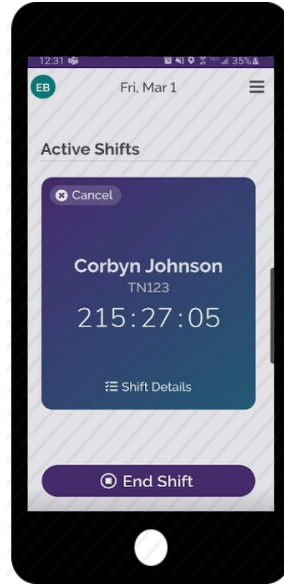 12:31 35%
EB Fri, Mar 1
Active Shifts
Cancel
Corbyn Johnson
TN123
215:27:05
Shift Details
End Shift